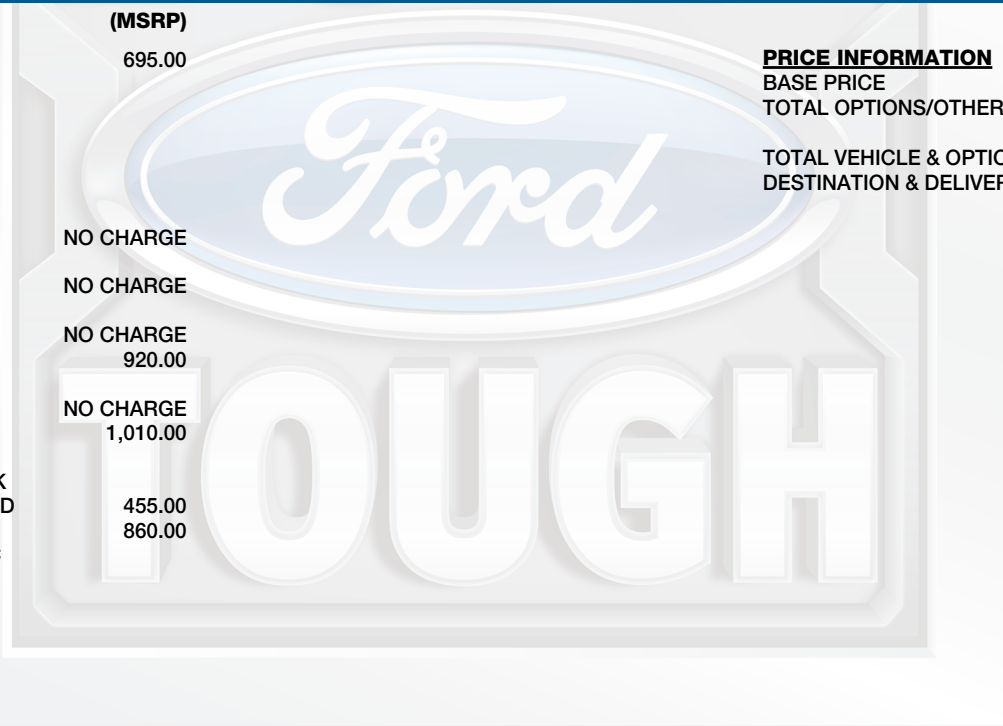 (MSRP)
695.00
NO CHARGE
NO CHARGE
NO CHARGE
920.00
NO CHARGE
1,010.00
K
D
455.00
860.00
PRICE INFORMATION
BASE PRICE
TOTAL OPTIONS/OTHER
TOTAL VEHICLE & OPTIO
DESTINATION & DELIVER
Ford
TOUGH